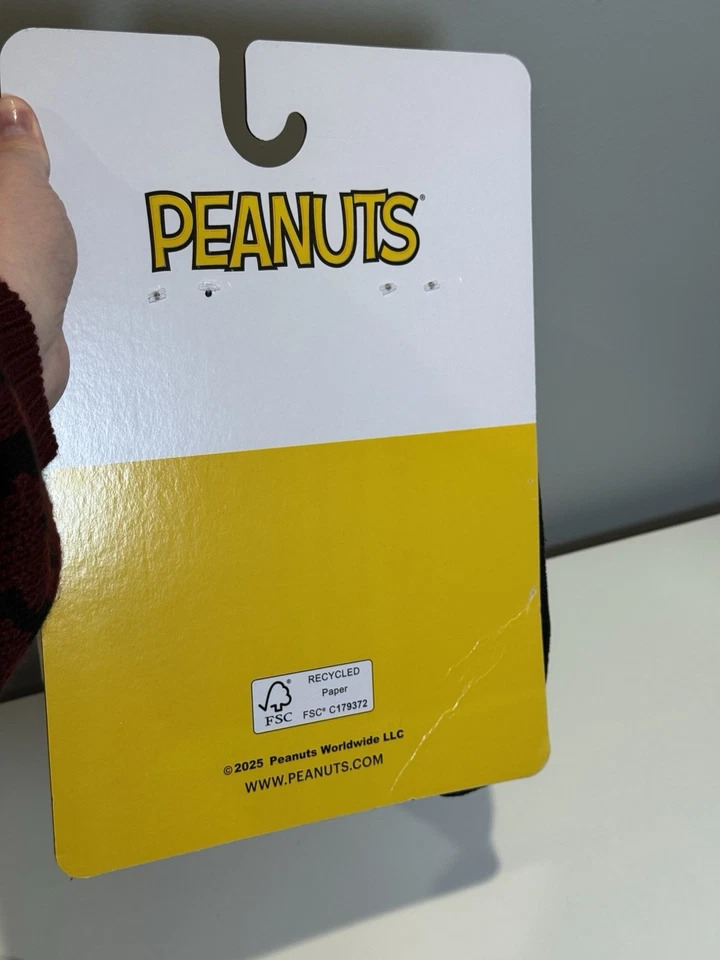 PEANUTS®
RECYCLED
Paper
FSC® C179372
FSC®
©2025 Peanuts Worldwide LLC
WWW.PEANUTS.COM